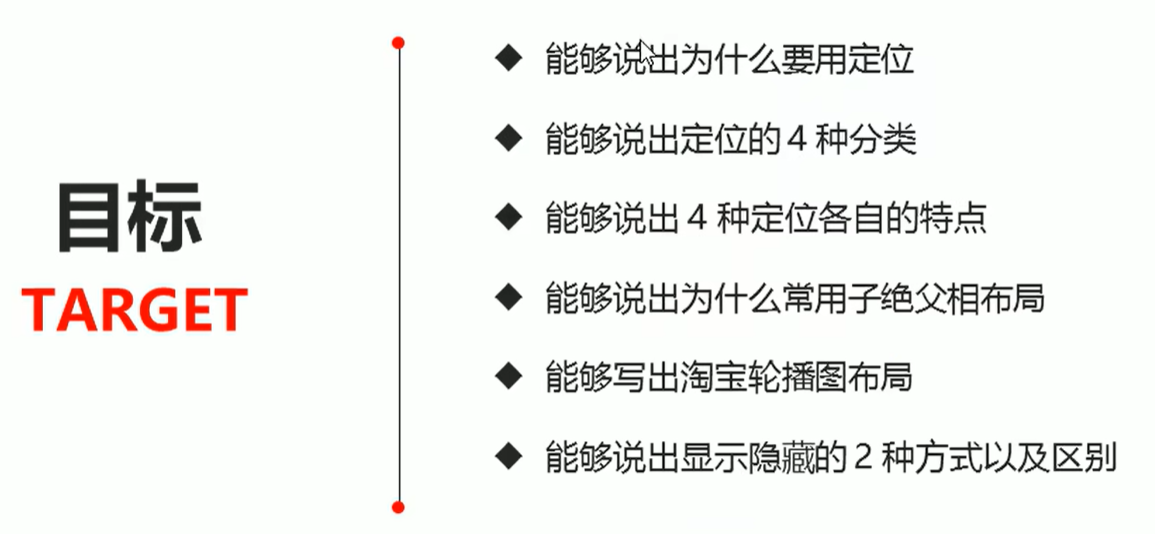 目标
TARGET
能够说出为什么要用定位
能够说出定位的4种分类
能够说出4种定位各自的特点
能够说出为什么常用子绝父相布局
能够写出淘宝轮播图布局
能够说出显示隐藏的2种方式以及区别